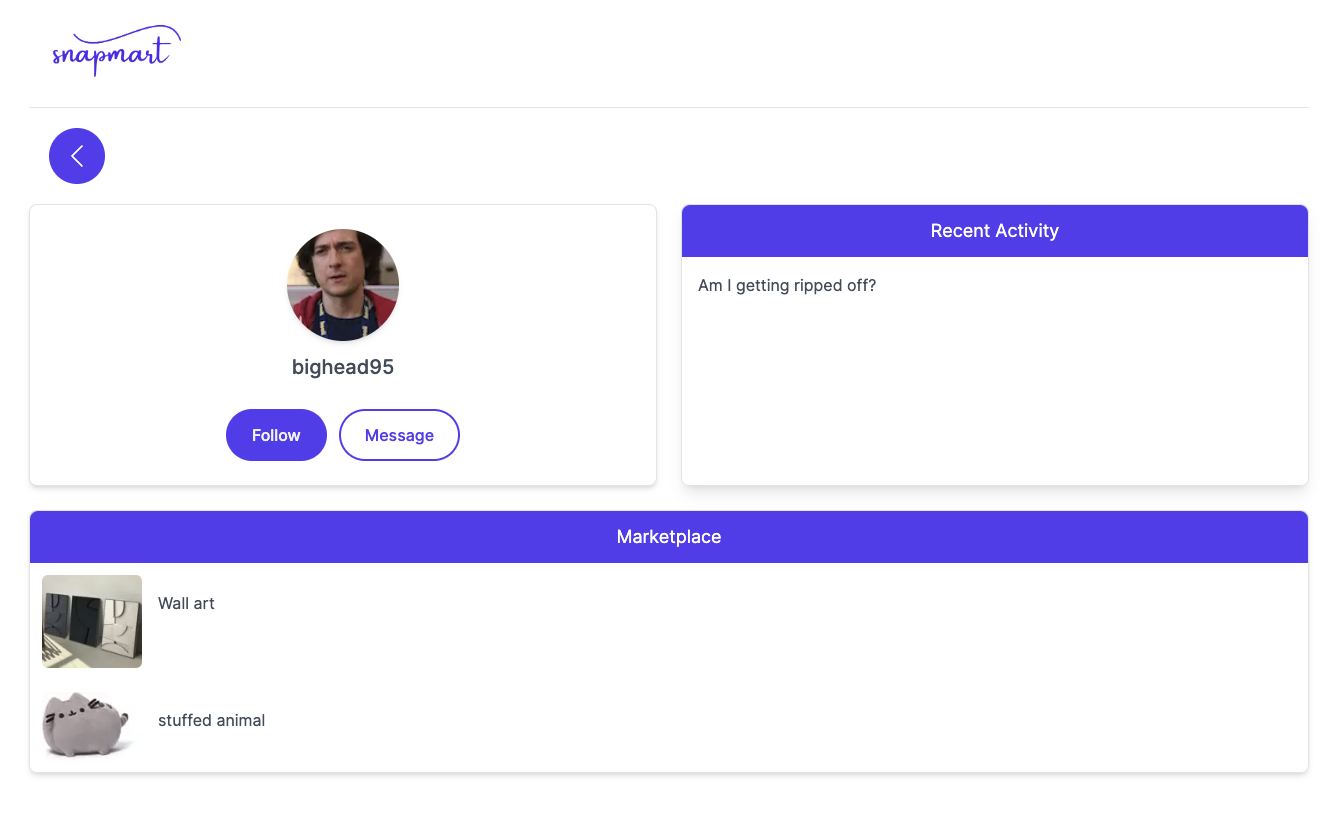 snapmart
Recent Activity
Am I getting ripped off?
bighead95
Follow
Message
Marketplace
Wall art
stuffed animal